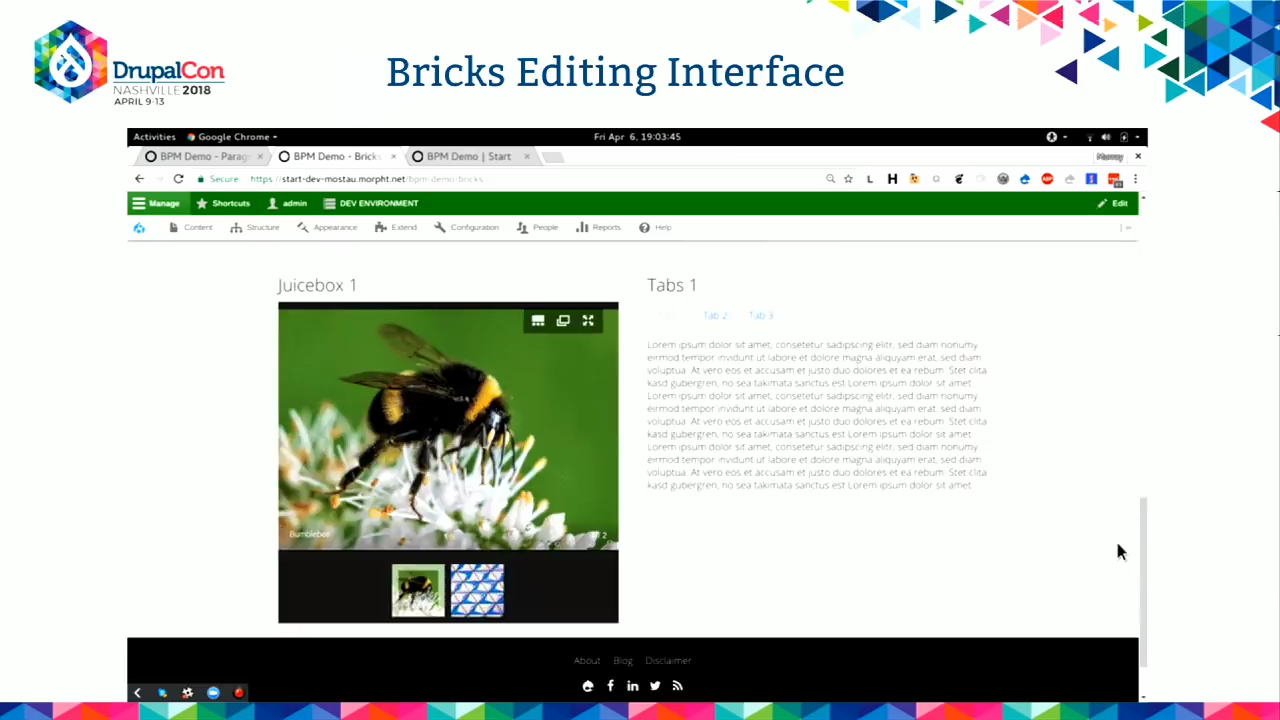 DrupalCon
NASHVILLE 2018
APRIL 9-13
Bricks Editing Interface
Activities Google Chrome Fri Apr 6, 19:03:45
BPM Demo - Parag BPM Demo - Bricks BPM Demo | Start
Secure https://start-dev-mostau.morpht.net/bpm-demo-bricks
Manage Shortcuts admin DEV ENVIRONMENT Edit
Content Structure Appearance Extend Configuration People Reports Help
Juicebox 1
Tabs 1
Tab 2 Tab 3
Lorem ipsum dolor sit amet, consetetur sadipscing elitr, sed diam nonumy
eirmod tempor invidunt ut labore et dolore magna aliquyam erat, sed diam
voluptua. At vero eos et accusam et justo duo dolores et ea rebum. Stet clita
kasd gubergren, no sea takimata sanctus est Lorem ipsum dolor sit amet
Lorem ipsum dolor sit amet, consetetur sadipscing elitr, sed diam nonumy
eirmod tempor invidunt ut labore et dolore magna aliquyam erat, sed diam
voluptua. At vero eos et accusam et justo duo dolores et ea rebum. Stet clita
kasd gubergren, no sea takimata sanctus est Lorem ipsum dolor sit amet
Lorem ipsum dolor sit amet, consetetur sadipscing elitr, sed diam nonumy
eirmod tempor invidunt ut labore et dolore magna aliquyam erat, sed diam
voluptua. At vero eos et accusam et justo duo dolores et ea rebum. Stet clita
kasd gubergren, no sea takimata sanctus est Lorem ipsum dolor sit amet
Bumblebee
About Blog Disclaimer